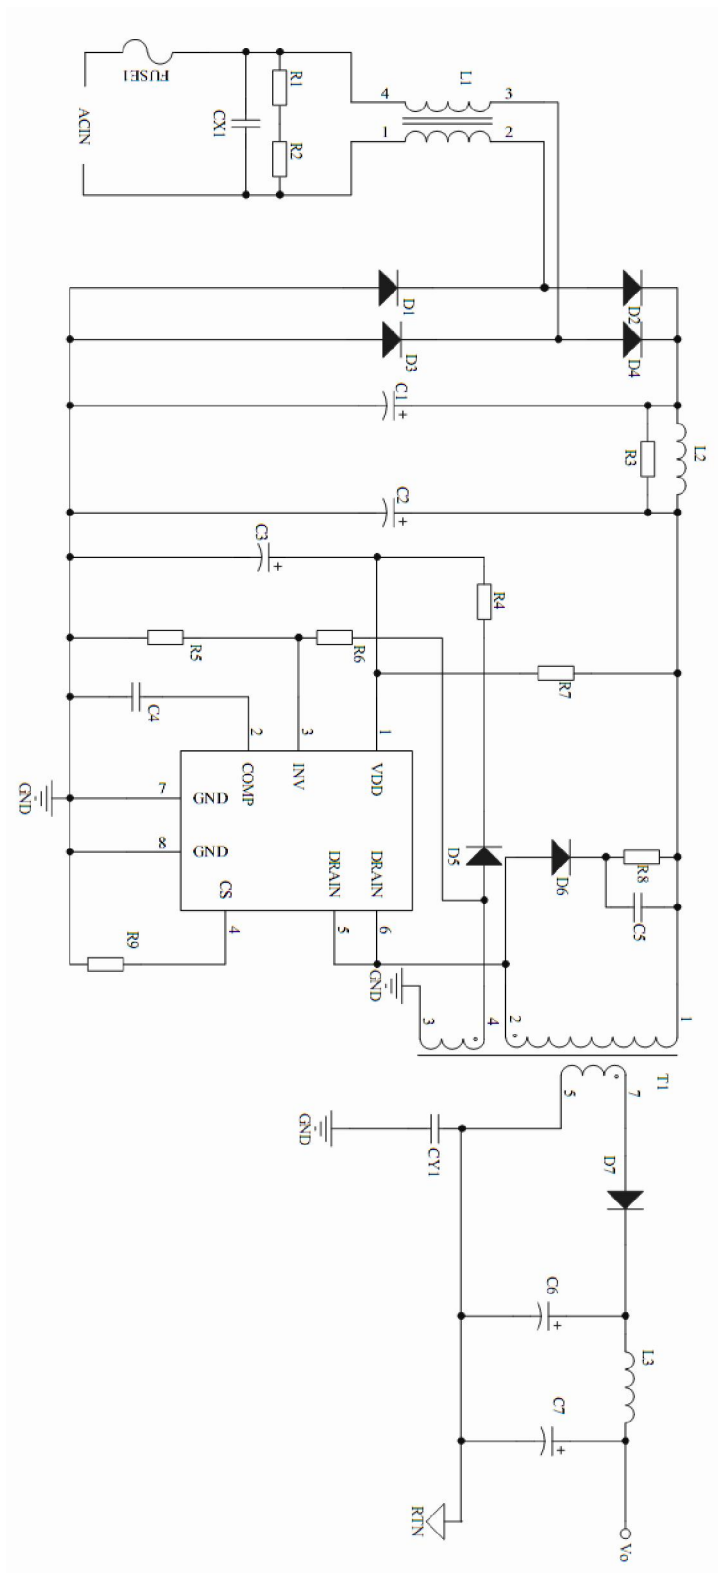 FUSE1
ACIN
CX1
R1
R2
L1
4
3
1
2
D1
D2
D3
D4
C1
+
R3
L2
C2
+
C3
+
R4
R5
R6
R7
C4
2
3
1
COMP
INV
VDD
GND
7
GND
8
GND
CS
DRAIN
DRAIN
4
5
6
R9
D5
D6
R8
C5
GND
3
4
2
1
T1
5
7
GND
CY1
D7
C6
+
L3
C7
+
RTN
Vo